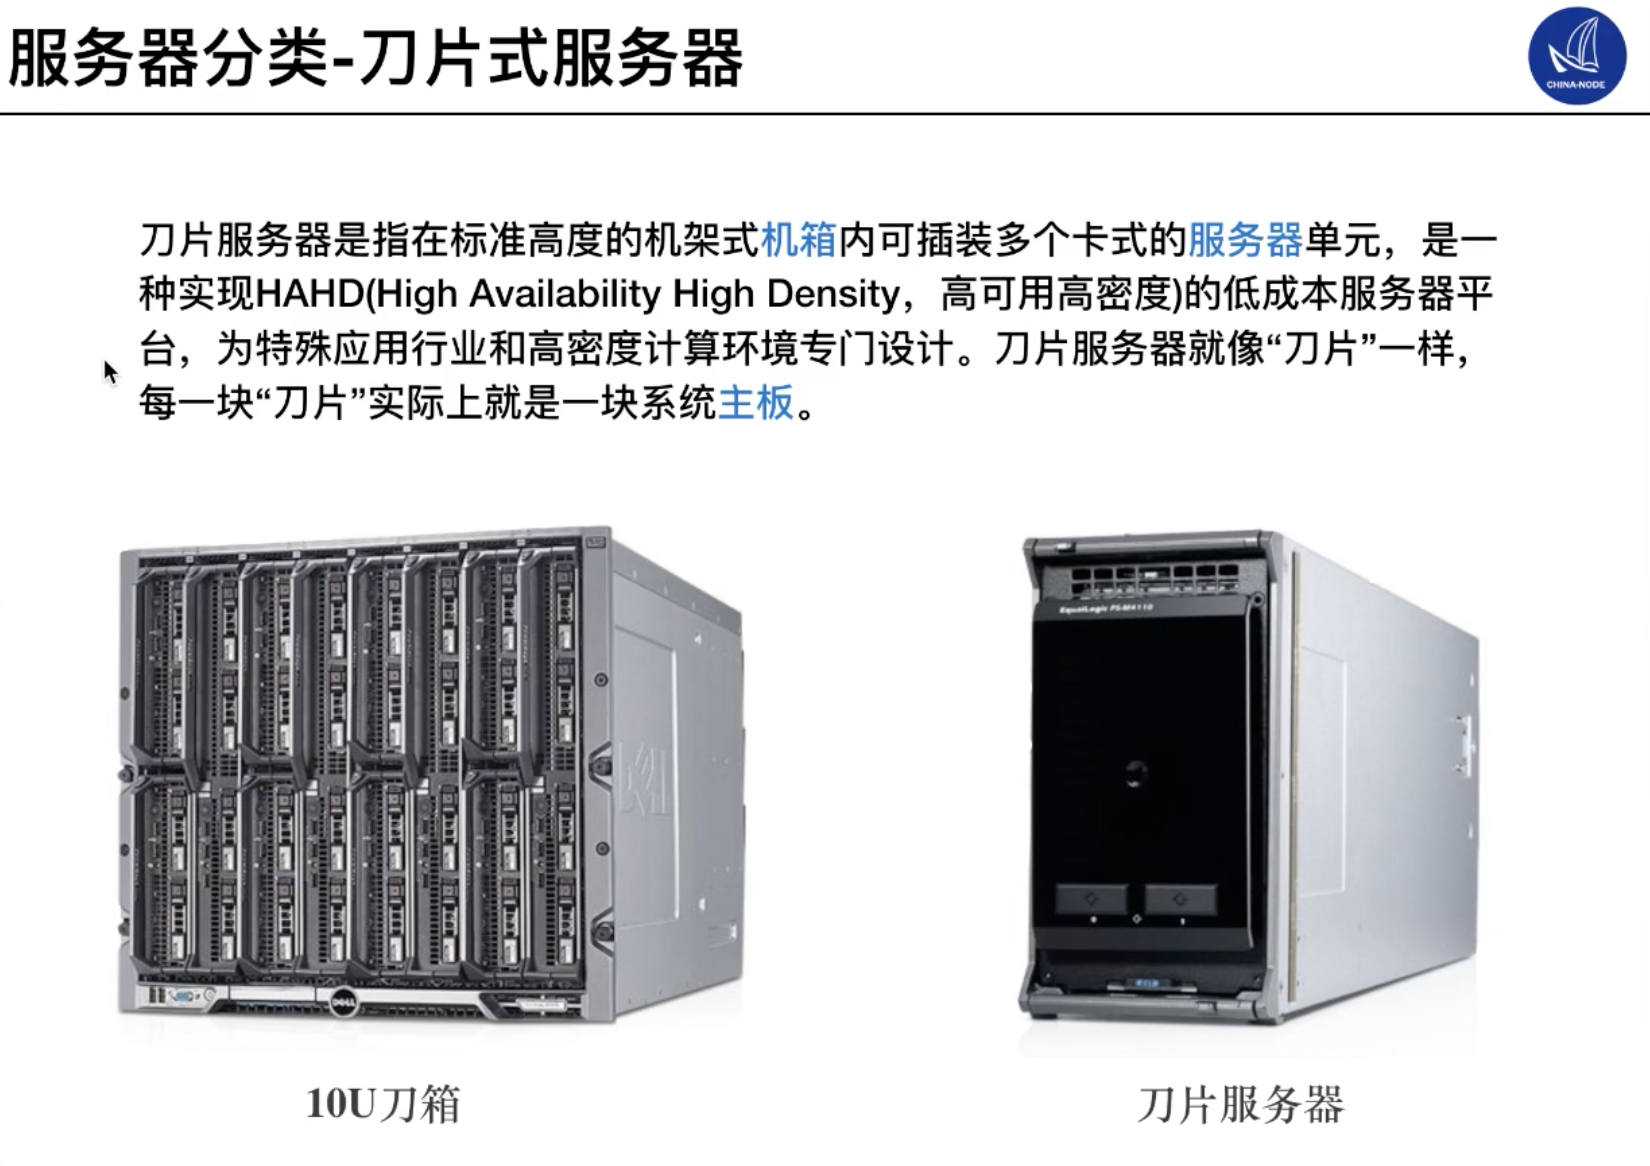 服务器分类-刀片式服务器
CHINA-NODE
刀片服务器是指在标准高度的机架式机箱内可插装多个卡式的服务器单元，是一
种实现HAHD(High Availability High Density，高可用高密度)的低成本服务器平
台，为特殊应用行业和高密度计算环境专门设计。刀片服务器就像“刀片”一样，
每一块“刀片”实际上就是一块系统主板。
EqualLogic PS-M4110
DELL
DELL
10U刀箱
刀片服务器